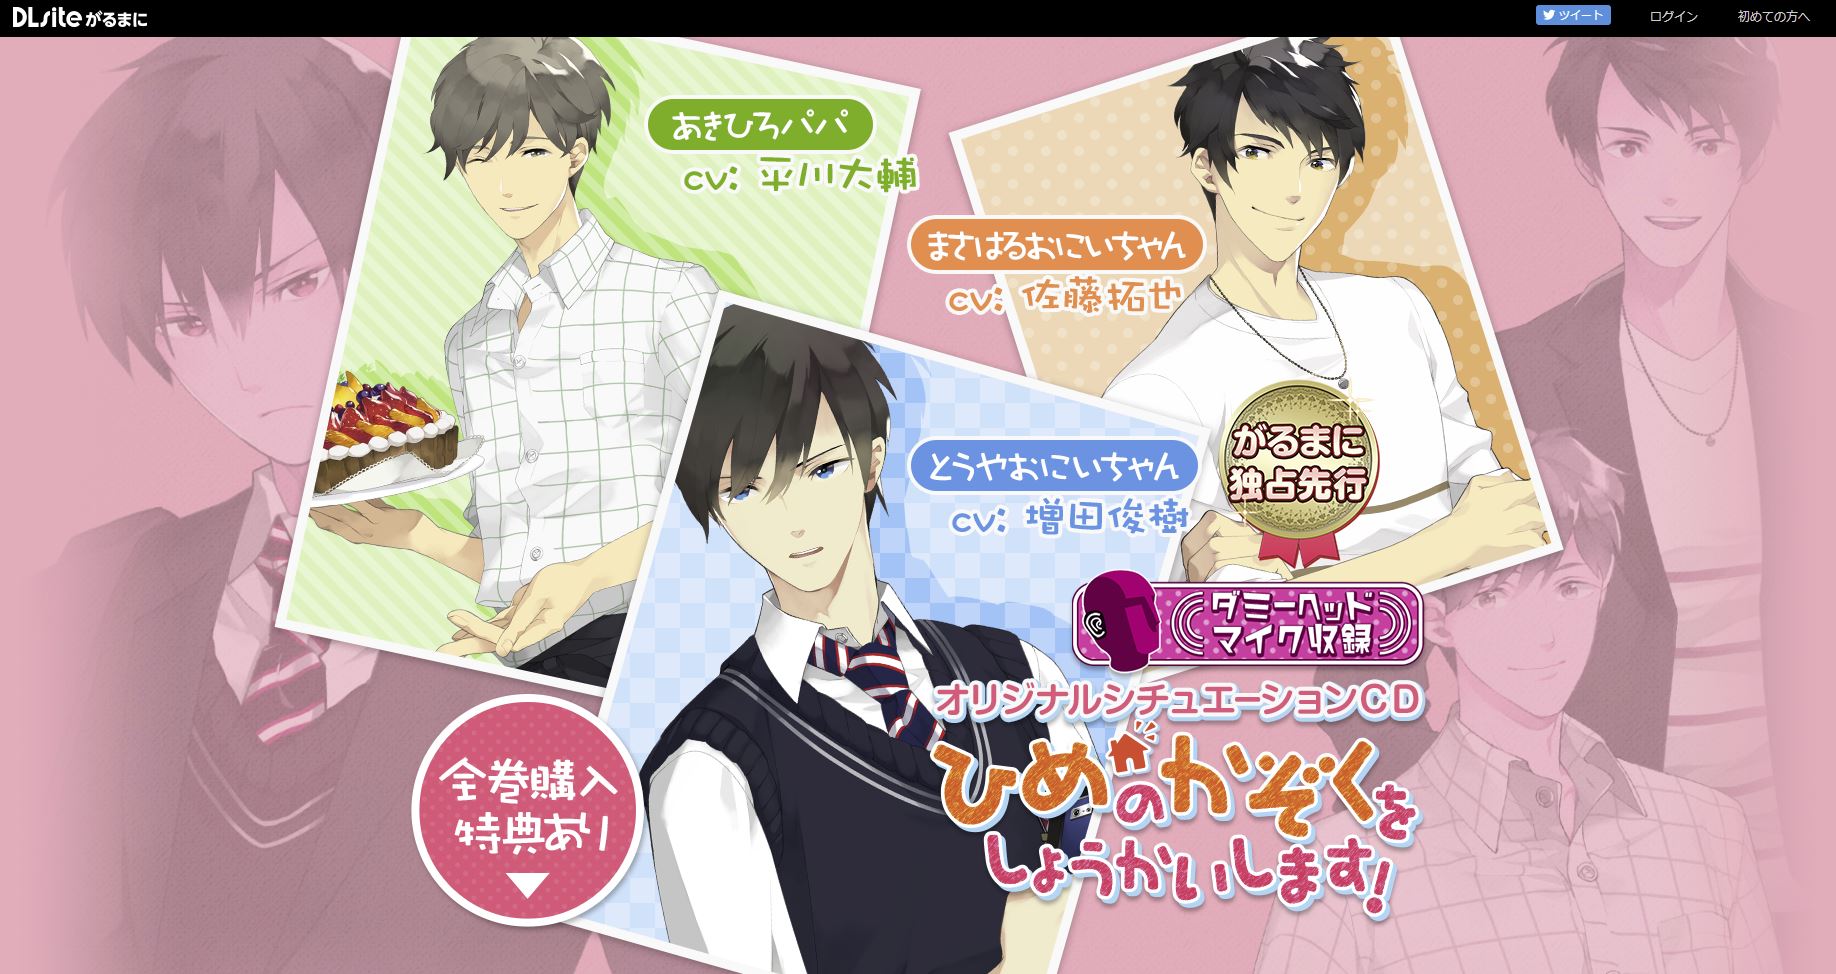 DLsite がるまに
ツイート
ログイン
初めての方へ
あきひろパパ
cv: 平川大輔
まさはるおにいちゃん
cv: 佐藤拓也
とうやおにいちゃん
cv: 増田俊樹
がるまに
独占先行
ダミーヘッド
マイク収録
オリジナルシチュエーションCD
ひめのかぞくを
しょうかいします!
全巻購入
特典あり